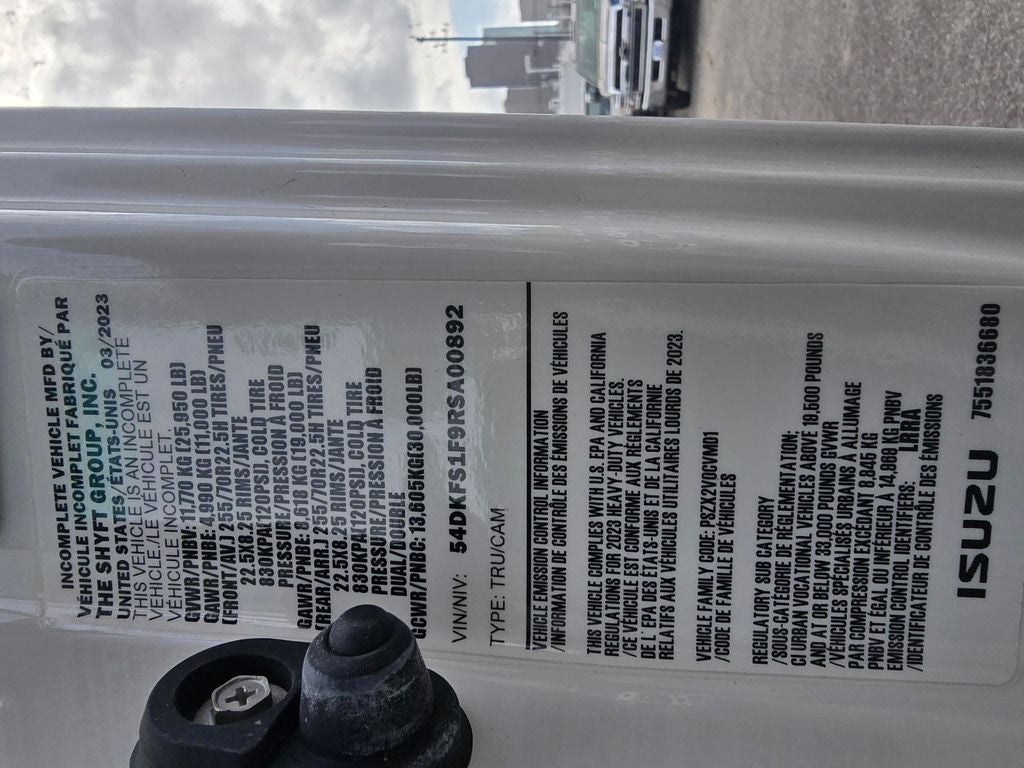 INCOMPLETE VEHICLE MFD BY/
VÉHICULE INCOMPLET FABRIQUÉ PAR
THE SHYFT GROUP, INC.
UNITED STATES/ÉTATS-UNIS 03/2023
THIS VEHICLE IS AN INCOMPLETE
VEHICLE/LE VÉHICULE EST UN
VÉHICULE INCOMPLET.
GVWR/PNBV: 11,770 KG (25,950 LB)
GAWR/PNBE: 4,990 KG (11,000 LB)
(FRONT/AV.) 255/70R22.5H TIRES/PNEU
22.5X8.25 RIMS/JANTE
830KPA(120PSI), COLD TIRE
PRESSURE/PRESSION À FROID
GAWR/PNBE: 8,618 KG (19,000 LB)
(REAR/ARR.) 255/70R22.5H TIRES/PNEU
22.5X8.25 RIMS/JANTE
830KPA(120PSI), COLD TIRE
PRESSURE/PRESSION À FROID
DUAL/DOUBLE
GCWR/PNBC: 13,605KG(30,000LB)
VIN/NIV: 54DKFS1F9RSA00892
TYPE: TRU/CAM
VEHICLE EMISSION CONTROL INFORMATION
/INFORMATION DE CONTRÔLE DES ÉMISSIONS DE VÉHICULES
THIS VEHICLE COMPLIES WITH U.S. EPA AND CALIFORNIA
REGULATIONS FOR 2023 HEAVY-DUTY VEHICLES.
/CE VÉHICULE EST CONFORME AUX RÉGLEMENTS
DE L'ÉPA DES ÉTATS-UNIS ET DE LA CALIFORNIE
RELATIFS AUX VÉHICULES UTILITAIRES LOURDS DE 2023.
VEHICLE FAMILY CODE: PSZX2VOCVMD1
/CODE DE FAMILLE DE VÉHICULES
REGULATORY SUB CATEGORY
/SOUS-CATÉGORIE DE RÉGLEMENTATION;
CI URBAN VOCATIONAL VEHICLES ABOVE 19,500 POUNDS
AND AT OR BELOW 33,000 POUNDS GVWR
/VÉHICULES SPÉCIALISÉS URBAINS À ALLUMAGE
PAR COMPRESSION EXCÉDANT 8,845 KG
PNBV ET ÉGAL OU INFÉRIEUR À 14,969 KG PNBV
EMISSION CONTROL IDENTIFIERS: LRRRA
/IDENTIFICATEUR DE CONTRÔLE DES ÉMISSIONS
ISUZU 7551836680